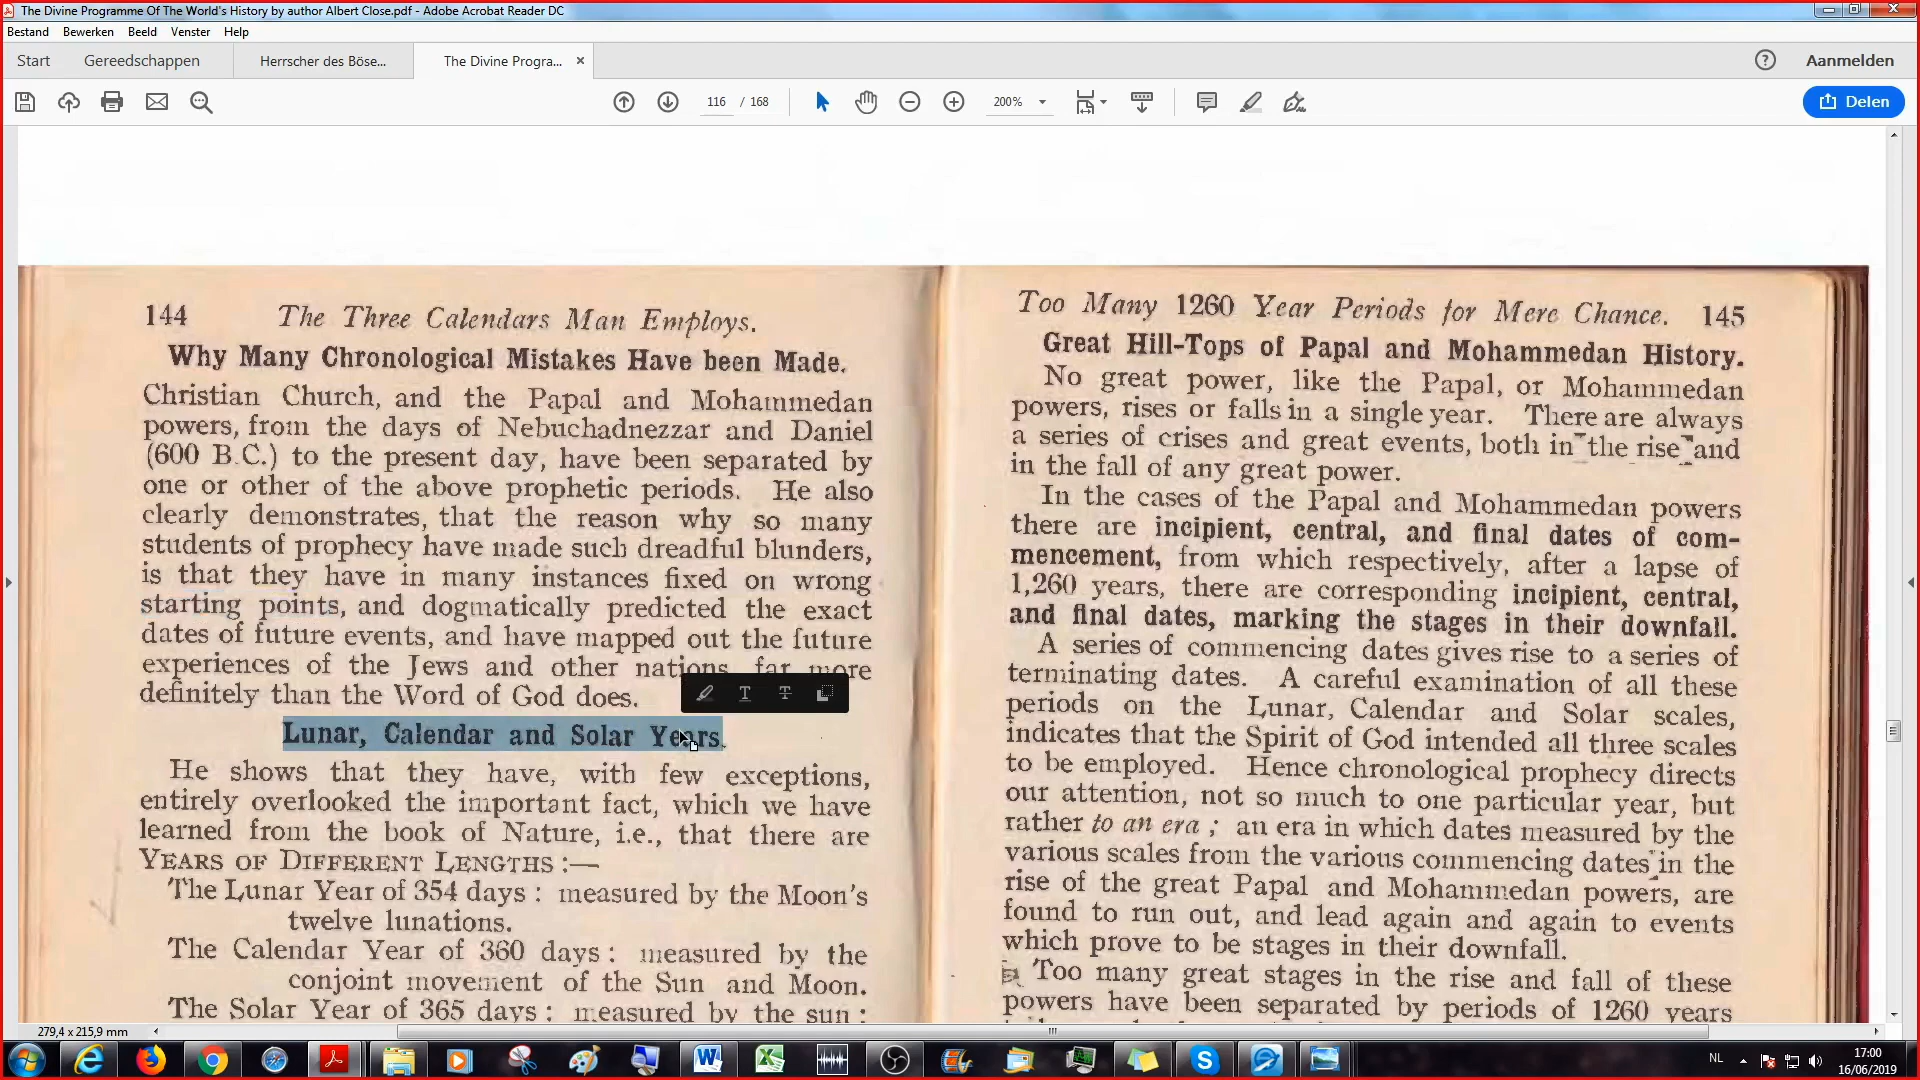 The Divine Programme Of The World's History by author Albert Close.pdf - Adobe Acrobat Reader DC
Bestand Bewerken Beeld Venster Help
Start Gereedschappen Herrscher des Böse... The Divine Progra... Aanmelden
116 / 168 200% Delen
144 The Three Calendars Man Employs.
Why Many Chronological Mistakes Have been Made.
Christian Church, and the Papal and Mohammedan
powers, from the days of Nebuchadnezzar and Daniel
(600 B.C.) to the present day, have been separated by
one or other of the above prophetic periods. He also
clearly demonstrates, that the reason why so many
students of prophecy have made such dreadful blunders,
is that they have in many instances fixed on wrong
starting points, and dogmatically predicted the exact
dates of future events, and have mapped out the future
experiences of the Jews and other nations far more
definitely than the Word of God does.
Lunar, Calendar and Solar Years.
He shows that they have, with few exceptions,
entirely overlooked the important fact, which we have
learned from the book of Nature, i.e., that there are
YEARS OF DIFFERENT LENGTHS :—
The Lunar Year of 354 days : measured by the Moon's
twelve lunations.
The Calendar Year of 360 days : measured by the
conjoint movement of the Sun and Moon.
The Solar Year of 365 days : measured by the sun :
Too Many 1260 Year Periods for Mere Chance. 145
Great Hill-Tops of Papal and Mohammedan History.
No great power, like the Papal, or Mohammedan
powers, rises or falls in a single year. There are always
a series of crises and great events, both in the rise and
in the fall of any great power.
In the cases of the Papal and Mohammedan powers
there are incipient, central, and final dates of com-
mencement, from which respectively, after a lapse of
1,260 years, there are corresponding incipient, central,
and final dates, marking the stages in their downfall.
A series of commencing dates gives rise to a series of
terminating dates. A careful examination of all these
periods on the Lunar, Calendar and Solar scales,
indicates that the Spirit of God intended all three scales
to be employed. Hence chronological prophecy directs
our attention, not so much to one particular year, but
rather to an era ; an era in which dates measured by the
various scales from the various commencing dates in the
rise of the great Papal and Mohammedan powers, are
found to run out, and lead again and again to events
which prove to be stages in their downfall.
Too many great stages in the rise and fall of these
powers have been separated by periods of 1260 years
279,4 x 215,9 mm
NL 17:00
16/06/2019